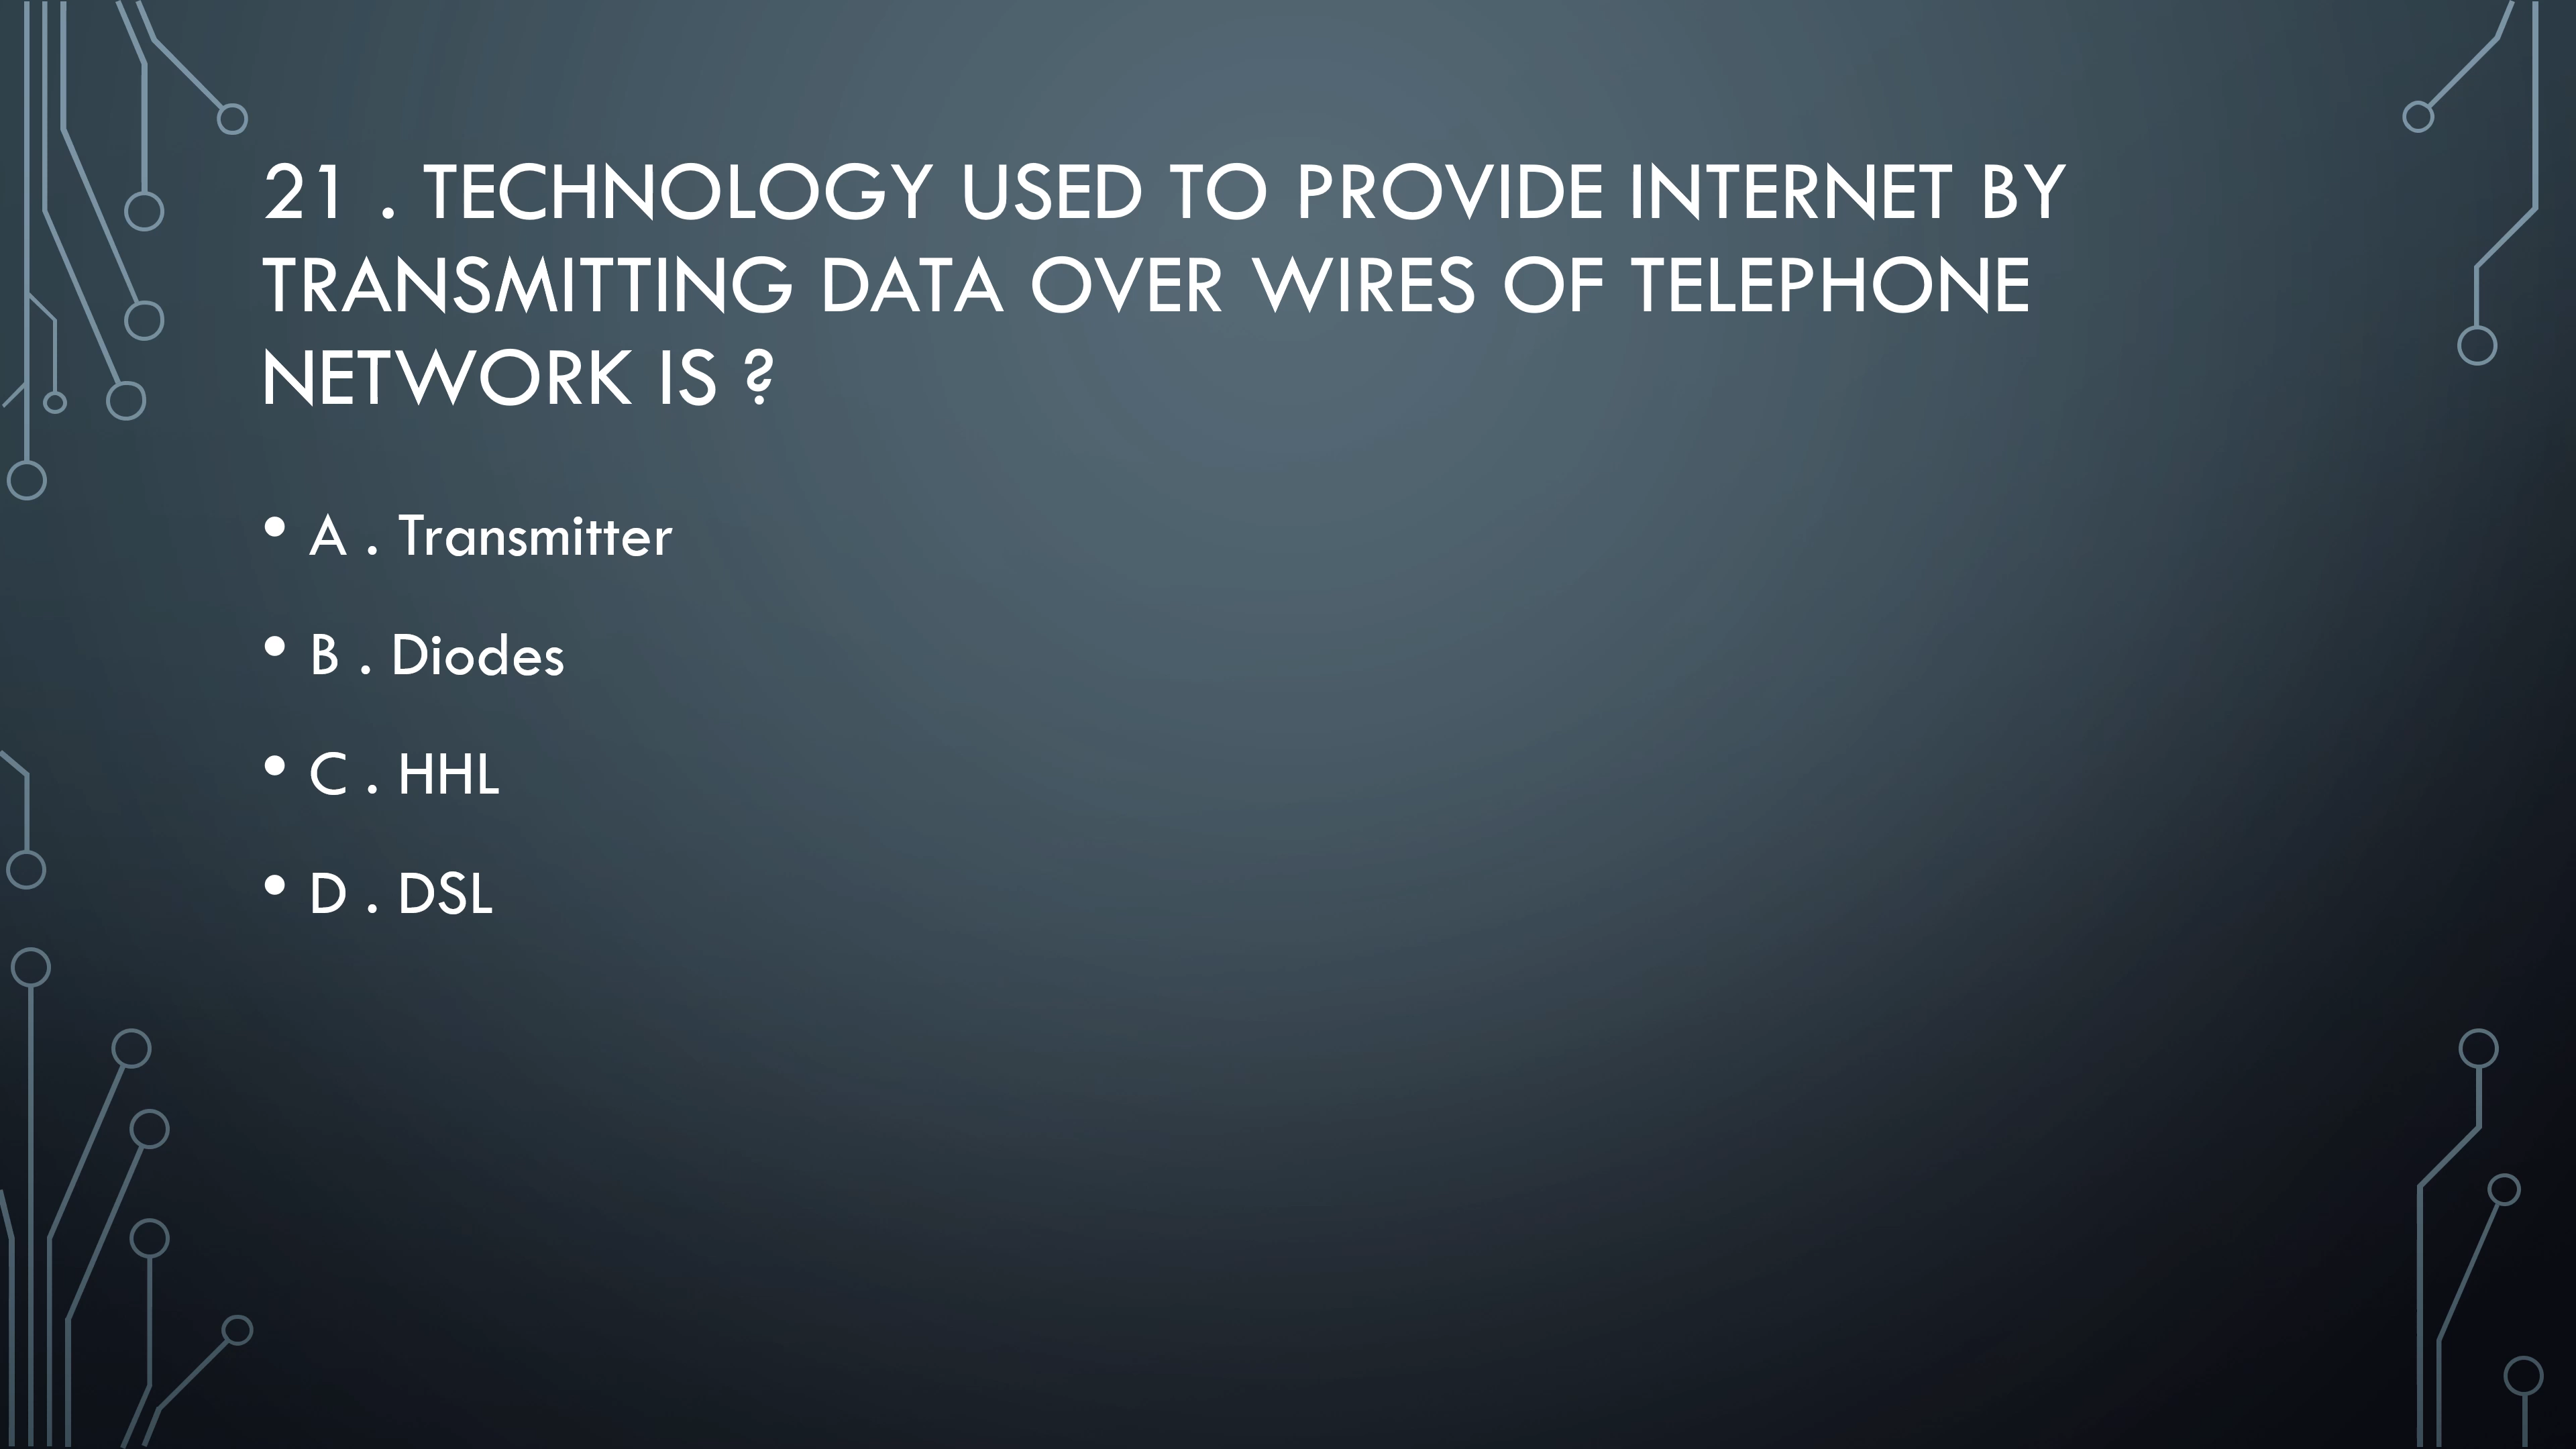 21 . TECHNOLOGY USED TO PROVIDE INTERNET BY
TRANSMITTING DATA OVER WIRES OF TELEPHONE
NETWORK IS ?
• A . Transmitter
• B . Diodes
• C . HHL
• D . DSL